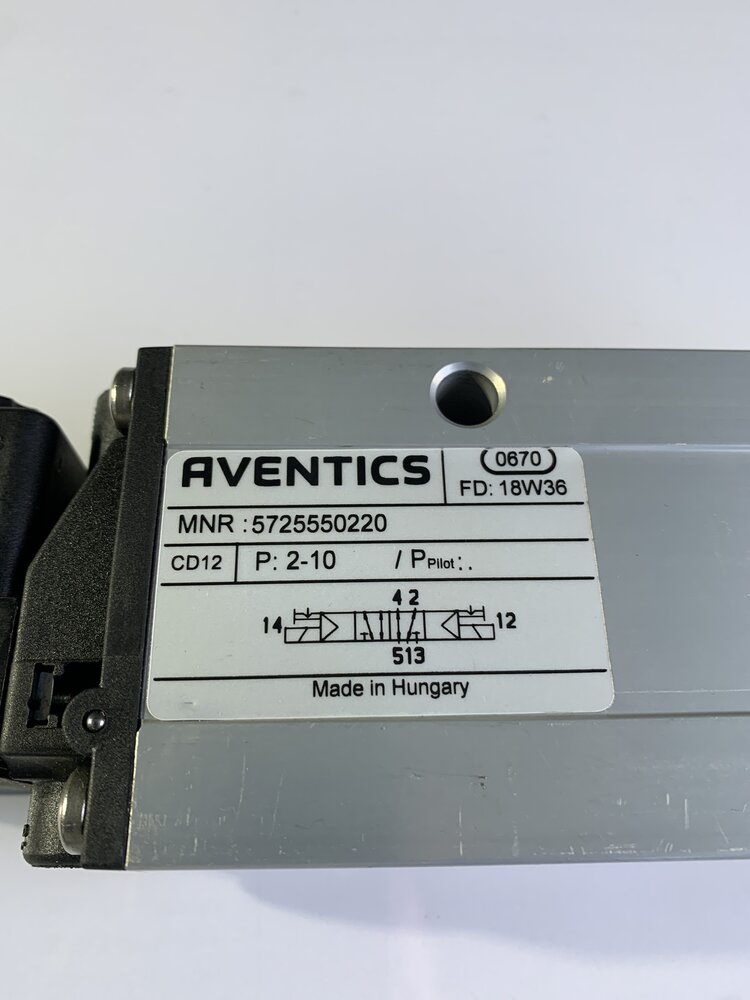 AVENTICS
0670
FD: 18W36
MNR : 5725550220
CD12 P: 2-10 / PPilot: .
4 2
14 12
513
Made in Hungary